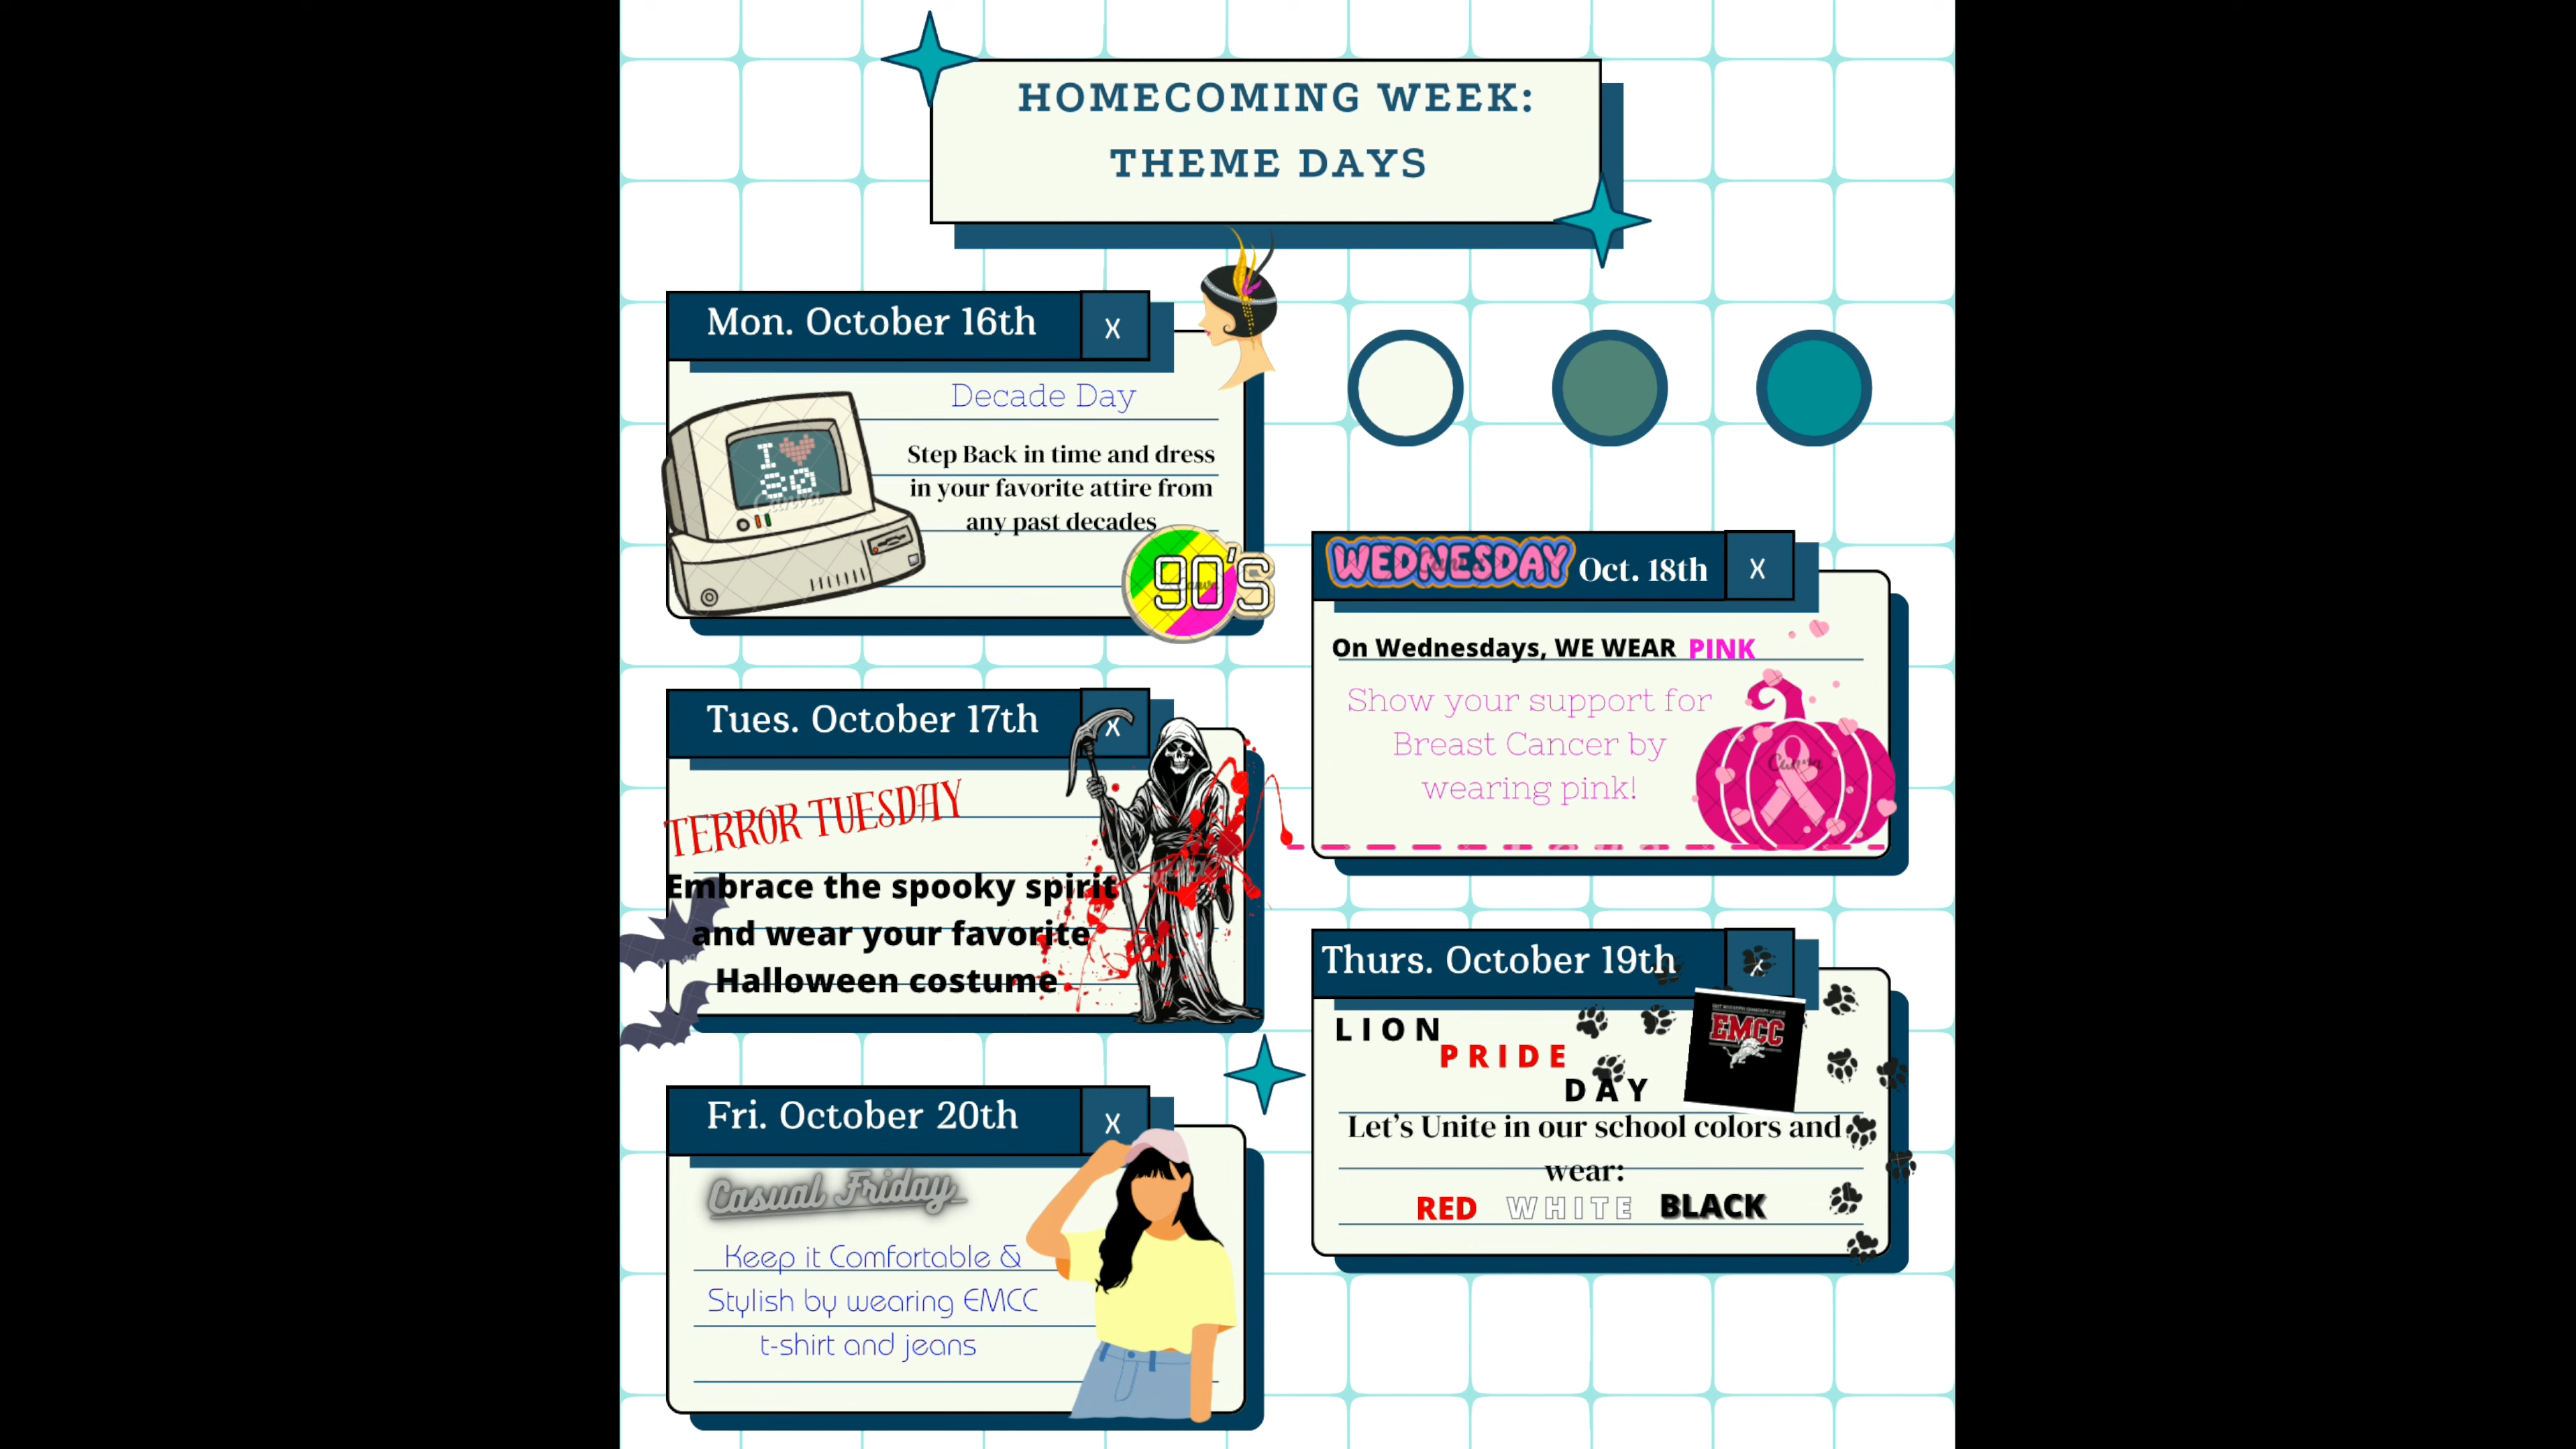 HOMECOMING WEEK:
THEME DAYS
Mon. October 16th
X
Decade Day
Step Back in time and dress
in your favorite attire from
any past decades
I
80
Canva
90's
Canva
Tues. October 17th
X
TERROR TUESDAY
Embrace the spooky spirit
and wear your favorite
Halloween costume
Fri. October 20th
X
Casual Friday
Keep it Comfortable &
Stylish by wearing EMCC
t-shirt and jeans
WEDNESDAY Oct. 18th
X
On Wednesdays, WE WEAR PINK
Show your support for
Breast Cancer by
wearing pink!
Canva
Thurs. October 19th
LION
PRIDE
DAY
EMCC
Let's Unite in our school colors and
wear:
RED WHITE BLACK